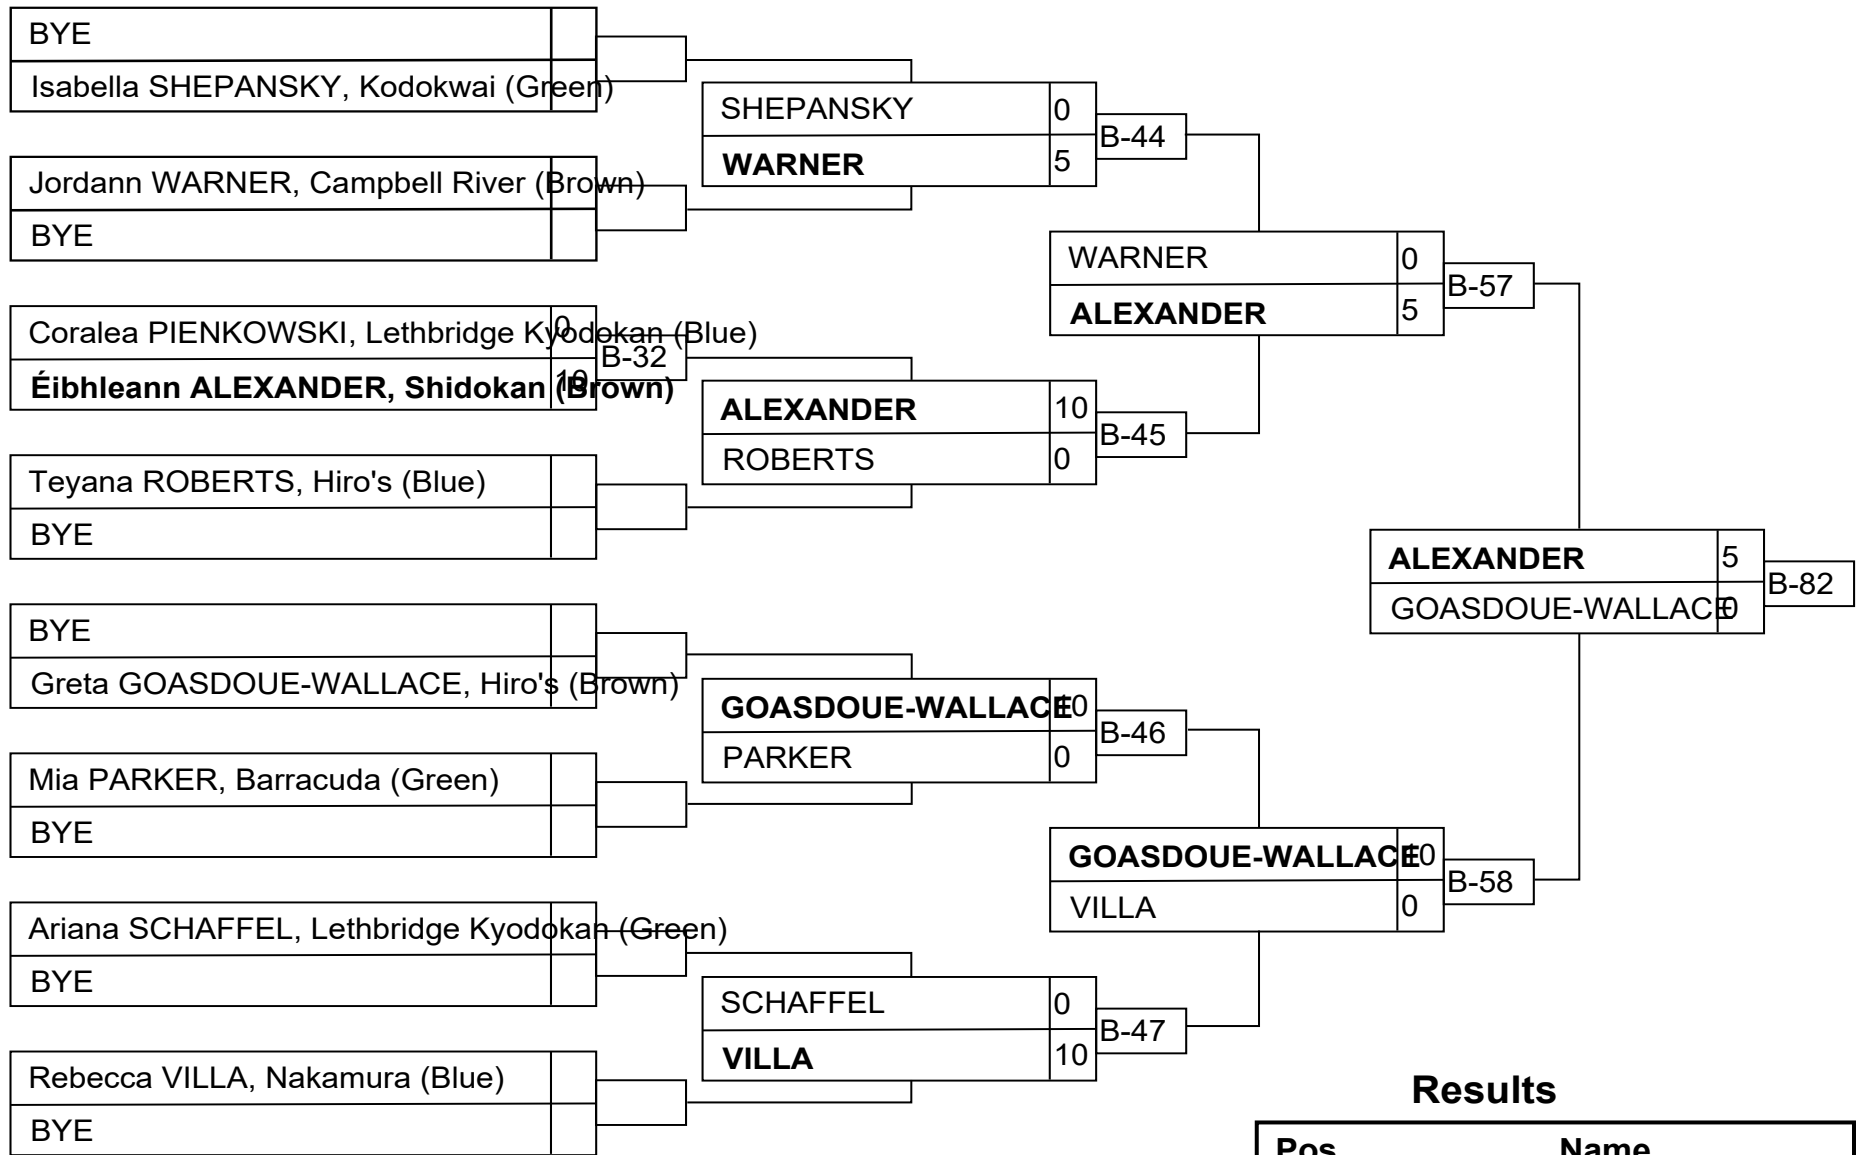 BYE
Isabella SHEPANSKY, Kodokwai (Green)
Jordann WARNER, Campbell River (Brown)
BYE
Coralea PIENKOWSKI, Lethbridge Kyodokan (Blue) 0
Éibhleann ALEXANDER, Shidokan (Brown) 10
B-32
Teyana ROBERTS, Hiro's (Blue)
BYE
BYE
Greta GOASDOUE-WALLACE, Hiro's (Brown)
Mia PARKER, Barracuda (Green)
BYE
Ariana SCHAFFEL, Lethbridge Kyodokan (Green)
BYE
Rebecca VILLA, Nakamura (Blue)
BYE
SHEPANSKY 0
WARNER 5
B-44
ALEXANDER 10
ROBERTS 0
B-45
GOASDOUE-WALLACE 10
PARKER 0
B-46
SCHAFFEL 0
VILLA 10
B-47
WARNER 0
ALEXANDER 5
B-57
GOASDOUE-WALLACE 10
VILLA 0
B-58
ALEXANDER 5
GOASDOUE-WALLACE 0
B-82
Results
Pos Name